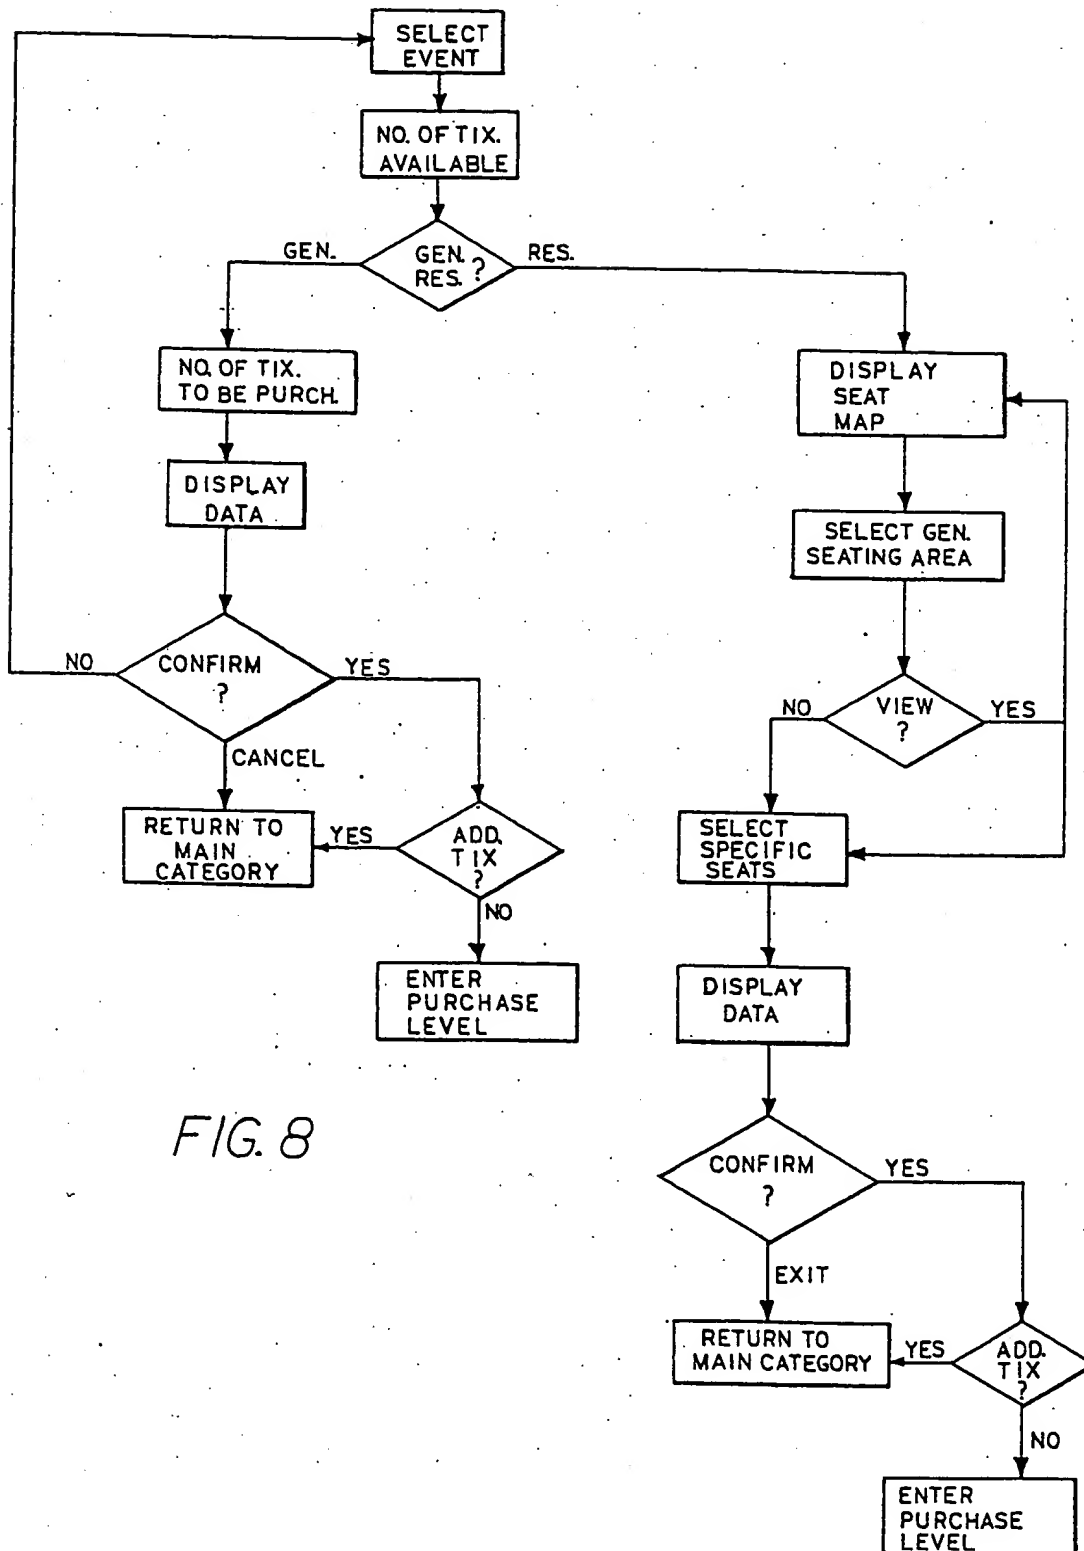 SELECT
EVENT
NO. OF TIX.
AVAILABLE
GEN.
GEN.
RES. ?
RES.
NO. OF TIX.
TO BE PURCH.
DISPLAY
DATA
NO
CONFIRM
?
YES
CANCEL
RETURN TO
MAIN
CATEGORY
YES
ADD.
TIX
?
NO
ENTER
PURCHASE
LEVEL
DISPLAY
SEAT
MAP
SELECT GEN.
SEATING AREA
NO
VIEW
?
YES
SELECT
SPECIFIC
SEATS
DISPLAY
DATA
CONFIRM
?
YES
EXIT
RETURN TO
MAIN CATEGORY
YES
ADD.
TIX
?
NO
ENTER
PURCHASE
LEVEL
FIG. 8